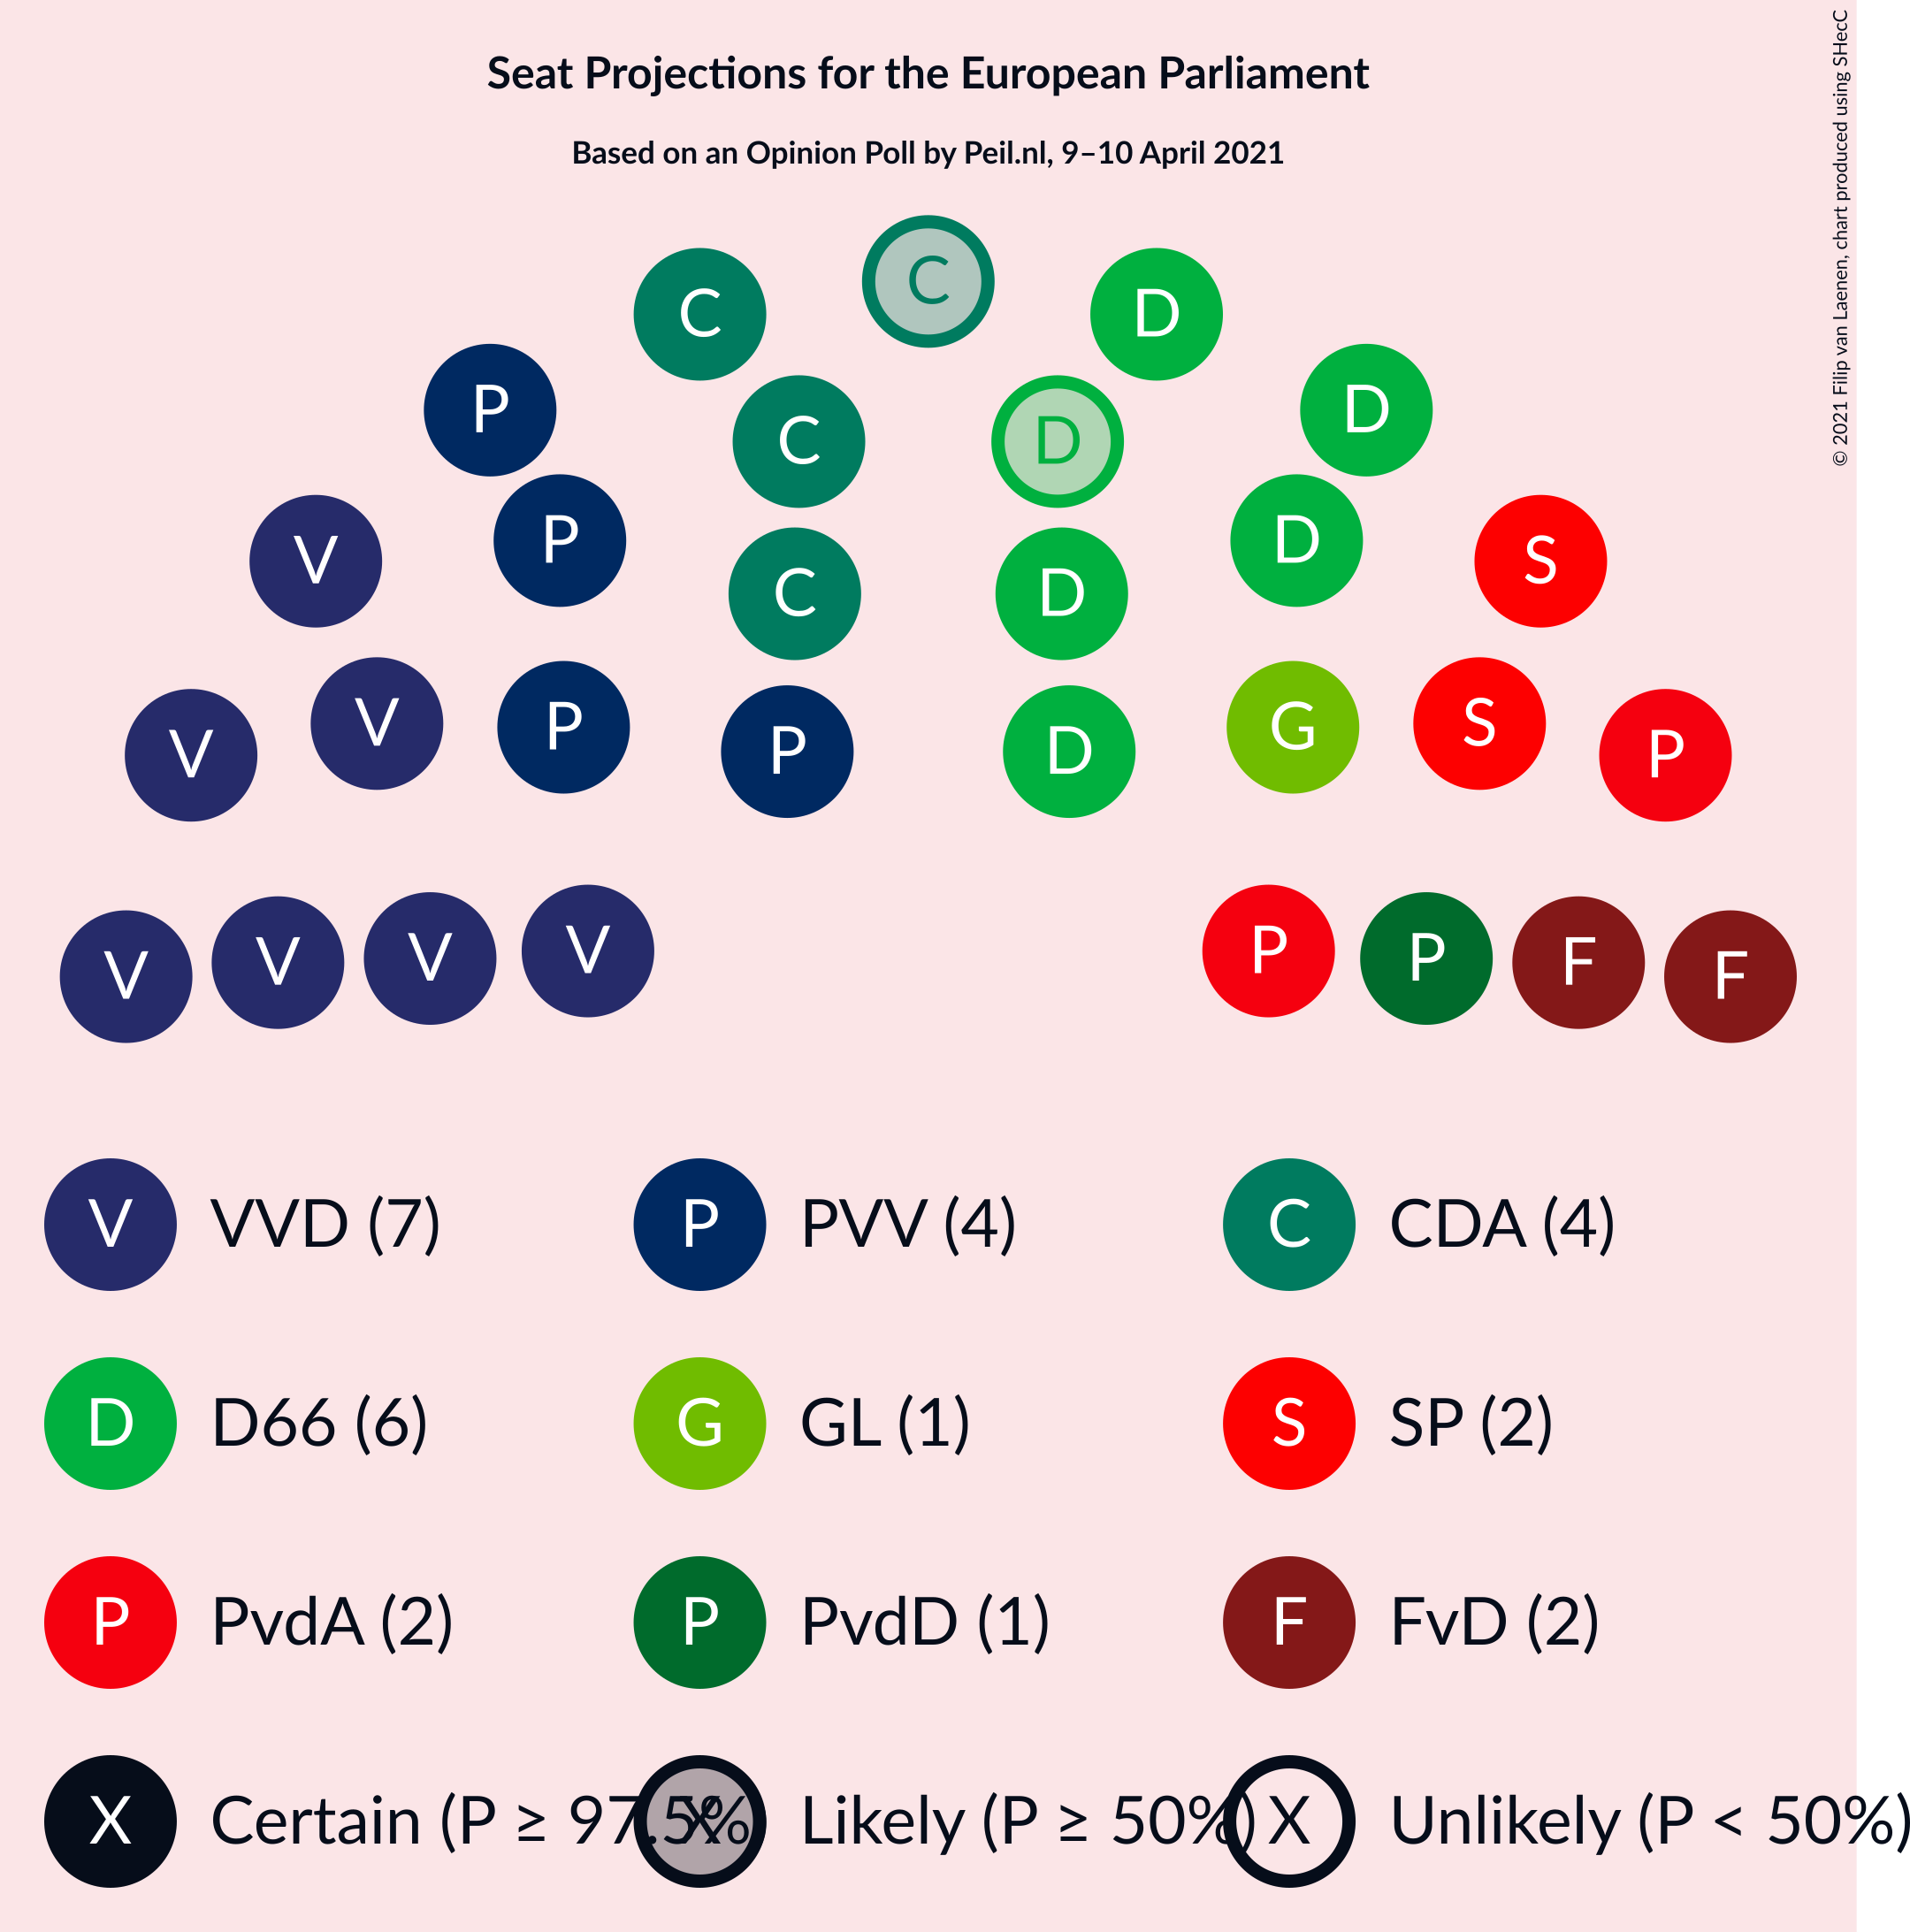 Seat Projections for the European Parliament
Based on an Opinion Poll by Peil.nl, 9–10 April 2021
© 2021 Filip van Laenen, chart produced using SHecC
C
C D
P D
C D
P D
V S
C D
V P G S
V P D P
V V V V P P F F
V VVD (7) P PVV (4) C CDA (4)
D D66 (6) G GL (1) S SP (2)
P PvdA (2) P PvdD (1) F FvD (2)
X Certain (P ≥ 97.5% X Likely (P ≥ 50%) X Unlikely (P < 50%)